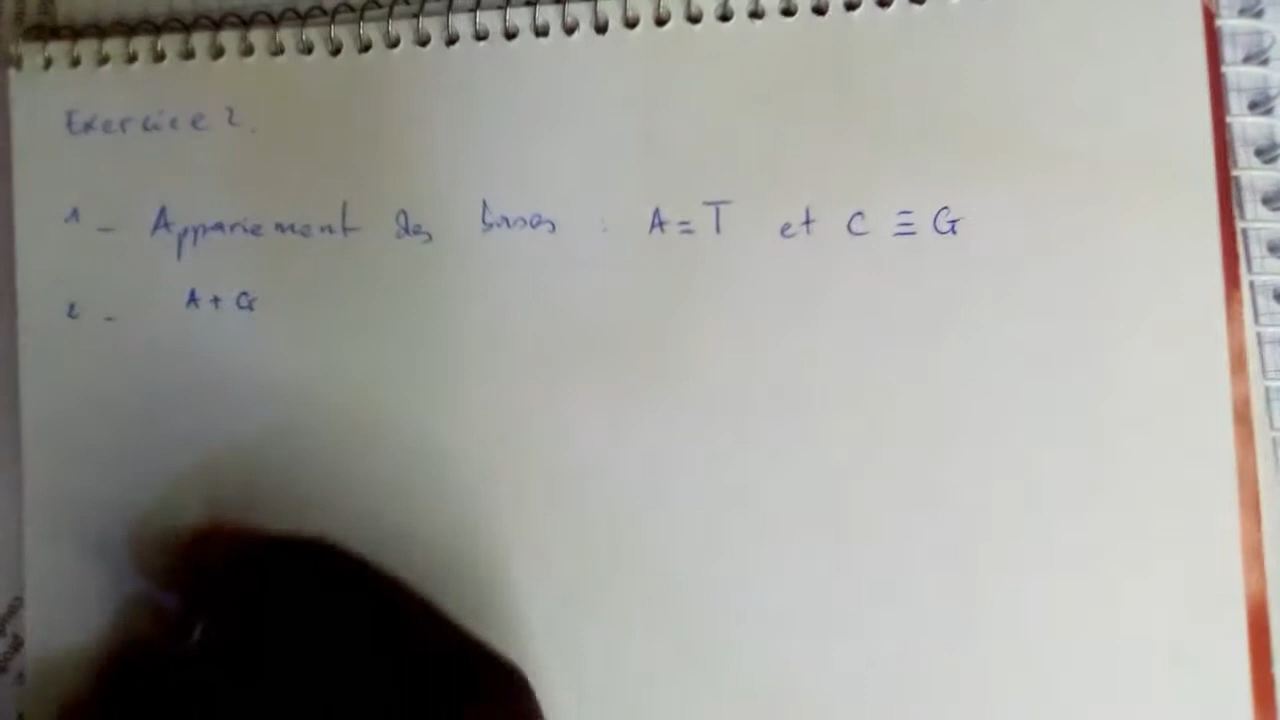 Exercice 2.
1 - Appariement des bases : A = T et C ≡ G
2 - A + G